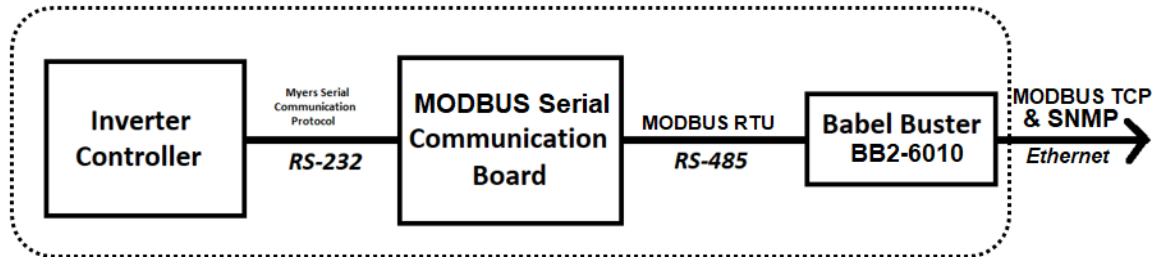 Inverter
Controller
Myers Serial
Communication
Protocol
RS-232
MODBUS Serial
Communication
Board
MODBUS RTU
RS-485
Babel Buster
BB2-6010
MODBUS TCP
& SNMP
Ethernet